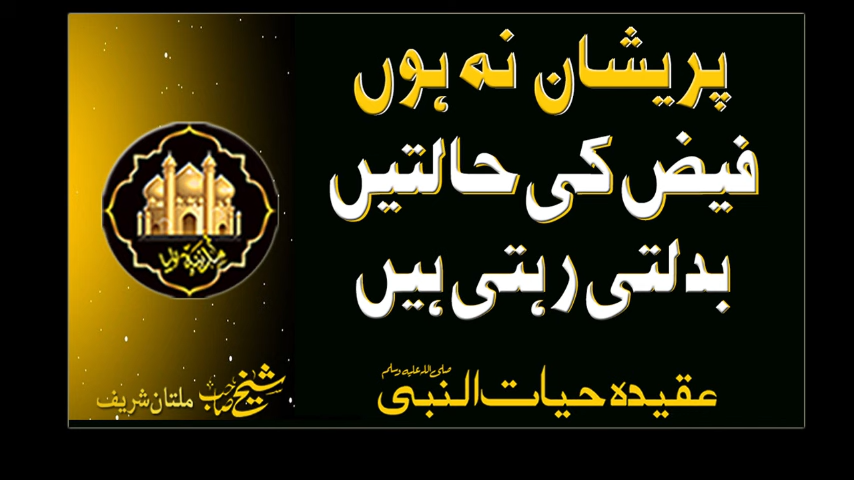 پریشان نہ ہوں
فیض کی حالتیں
بدلتی رہتی ہیں
عقیدہ حیات النبی صلی اللہ علیہ وسلم
شیخ صاحب ملتان شریف
مدینہ